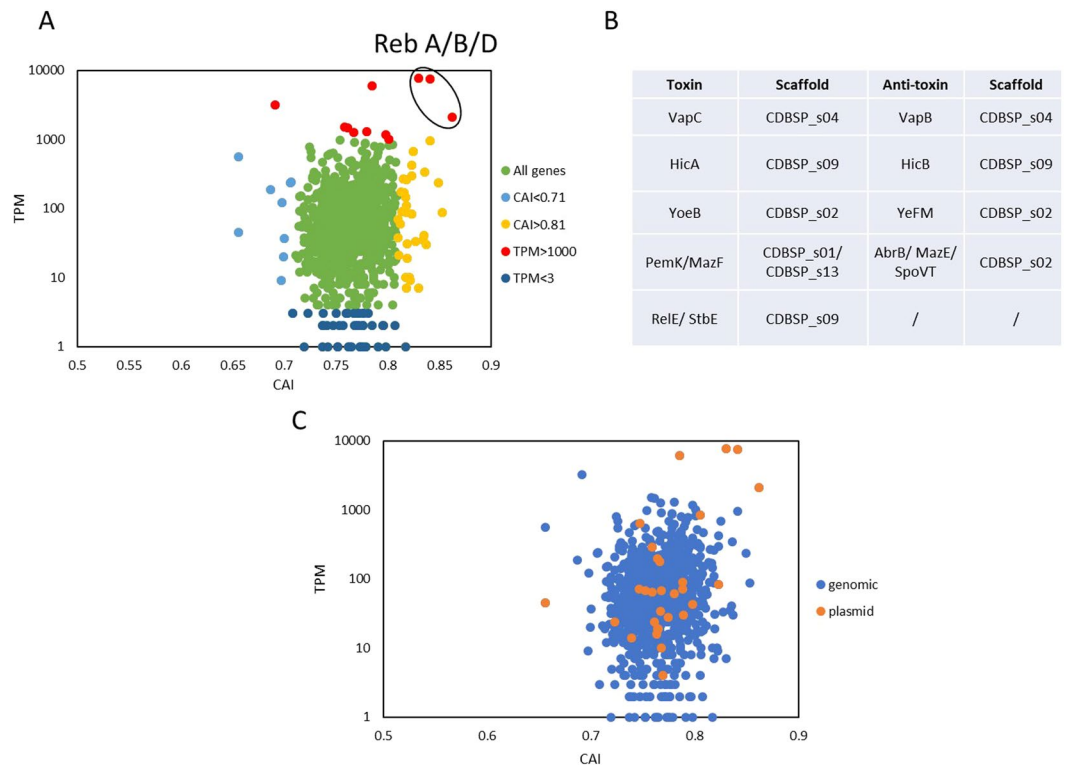 A
Reb A/B/D
10000
1000
100
10
1
TPM
0.5 0.55 0.6 0.65 0.7 0.75 0.8 0.85 0.9
CAI
All genes
CAI<0.71
CAI>0.81
TPM>1000
TPM<3
B
Toxin Scaffold Anti-toxin Scaffold
VapC CDBSP_s04 VapB CDBSP_s04
HicA CDBSP_s09 HicB CDBSP_s09
YoeB CDBSP_s02 YeFM CDBSP_s02
PemK/MazF CDBSP_s01/ CDBSP_s13 AbrB/ MazE/ SpoVT CDBSP_s02
RelE/ StbE CDBSP_s09 / /
C
10000
1000
100
10
1
TPM
0.5 0.6 0.7 0.8 0.9
CAI
genomic
plasmid